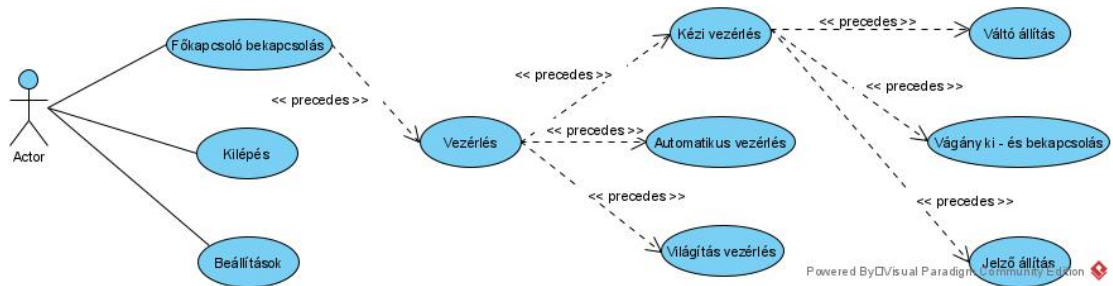 << precedes >>
<< precedes >>
Főkapcsoló bekapcsolás
Kézi vezérlés
Váltó állítás
<< precedes >>
<< precedes >>
<< precedes >>
<< precedes >>
Actor
Kilépés
Vezérlés
Automatikus vezérlés
Vágány ki - és bekapcsolás
<< precedes >>
<< precedes >>
Beállítások
Világítás vezérlés
Jelző állítás
Powered By□Visual Paradigm Community Edition